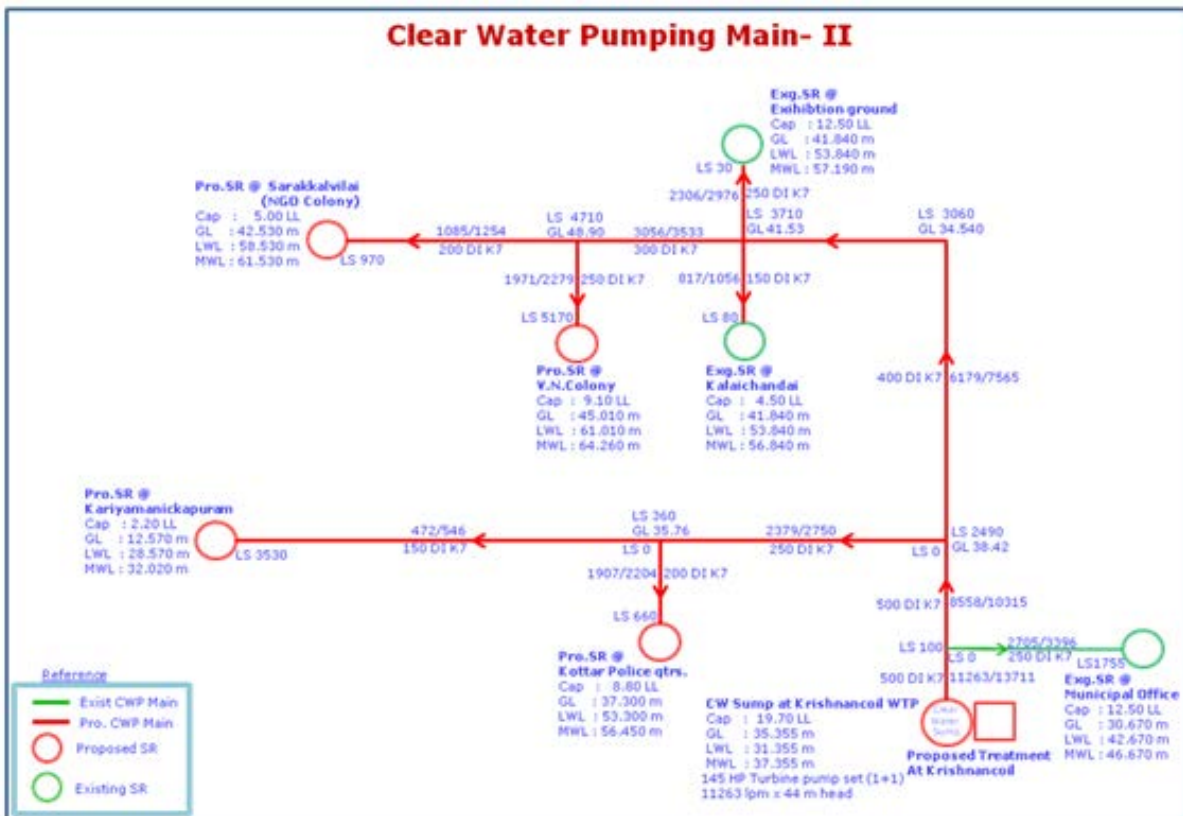 Clear Water Pumping Main- II
Exg.SR @
Exihibtion ground
Cap : 12.50 LL
GL : 41.840 m
LWL : 53.840 m
MWL : 57.190 m
LS 30
2306/2976 250 DI K7
Pro.SR @ Sarakkalvilai
(NGO Colony)
Cap : 5.00 LL
GL : 42.530 m
LWL : 58.530 m
MWL : 61.530 m
LS 970
1085/1254
200 DI K7
LS 4710
GL 48.90
3056/3533
300 DI K7
LS 3710
GL 41.53
LS 3060
GL 34.540
1971/2279 250 DI K7
817/1056 150 DI K7
LS 5170
LS 80
Pro.SR @
V.N.Colony
Cap : 9.10 LL
GL : 45.010 m
LWL : 61.010 m
MWL : 64.260 m
Exg.SR @
Kalaichandai
Cap : 4.50 LL
GL : 41.840 m
LWL : 53.840 m
MWL : 56.840 m
400 DI K7 6179/7565
Pro.SR @
Kariyamanickapuram
Cap : 2.20 LL
GL : 12.570 m
LWL : 28.570 m
MWL : 32.020 m
LS 3530
472/546
150 DI K7
LS 360
GL 35.76
LS 0
2379/2750
250 DI K7
LS 2490
GL 38.42
LS 0
1907/2204 200 DI K7
LS 660
500 DI K7 8558/10315
Pro.SR @
Kottar Police qtrs.
Cap : 8.80 LL
GL : 37.300 m
LWL : 53.300 m
MWL : 56.450 m
LS 100
LS 0
2705/3396
250 DI K7
LS1755
500 DI K7 11263/13711
Exg.SR @
Municipal Office
Cap : 12.50 LL
GL : 30.670 m
LWL : 42.670 m
MWL : 46.670 m
CW Sump at Krishnancoil WTP
Cap : 19.70 LL
GL : 35.355 m
LWL : 31.355 m
MWL : 37.355 m
145 HP Turbine pump set (1+1)
11263 lpm x 44 m head
Clear
Water
Sump
Proposed Treatment
At Krishnancoil
Reference
Exist CWP Main
Pro. CWP Main
Proposed SR
Existing SR